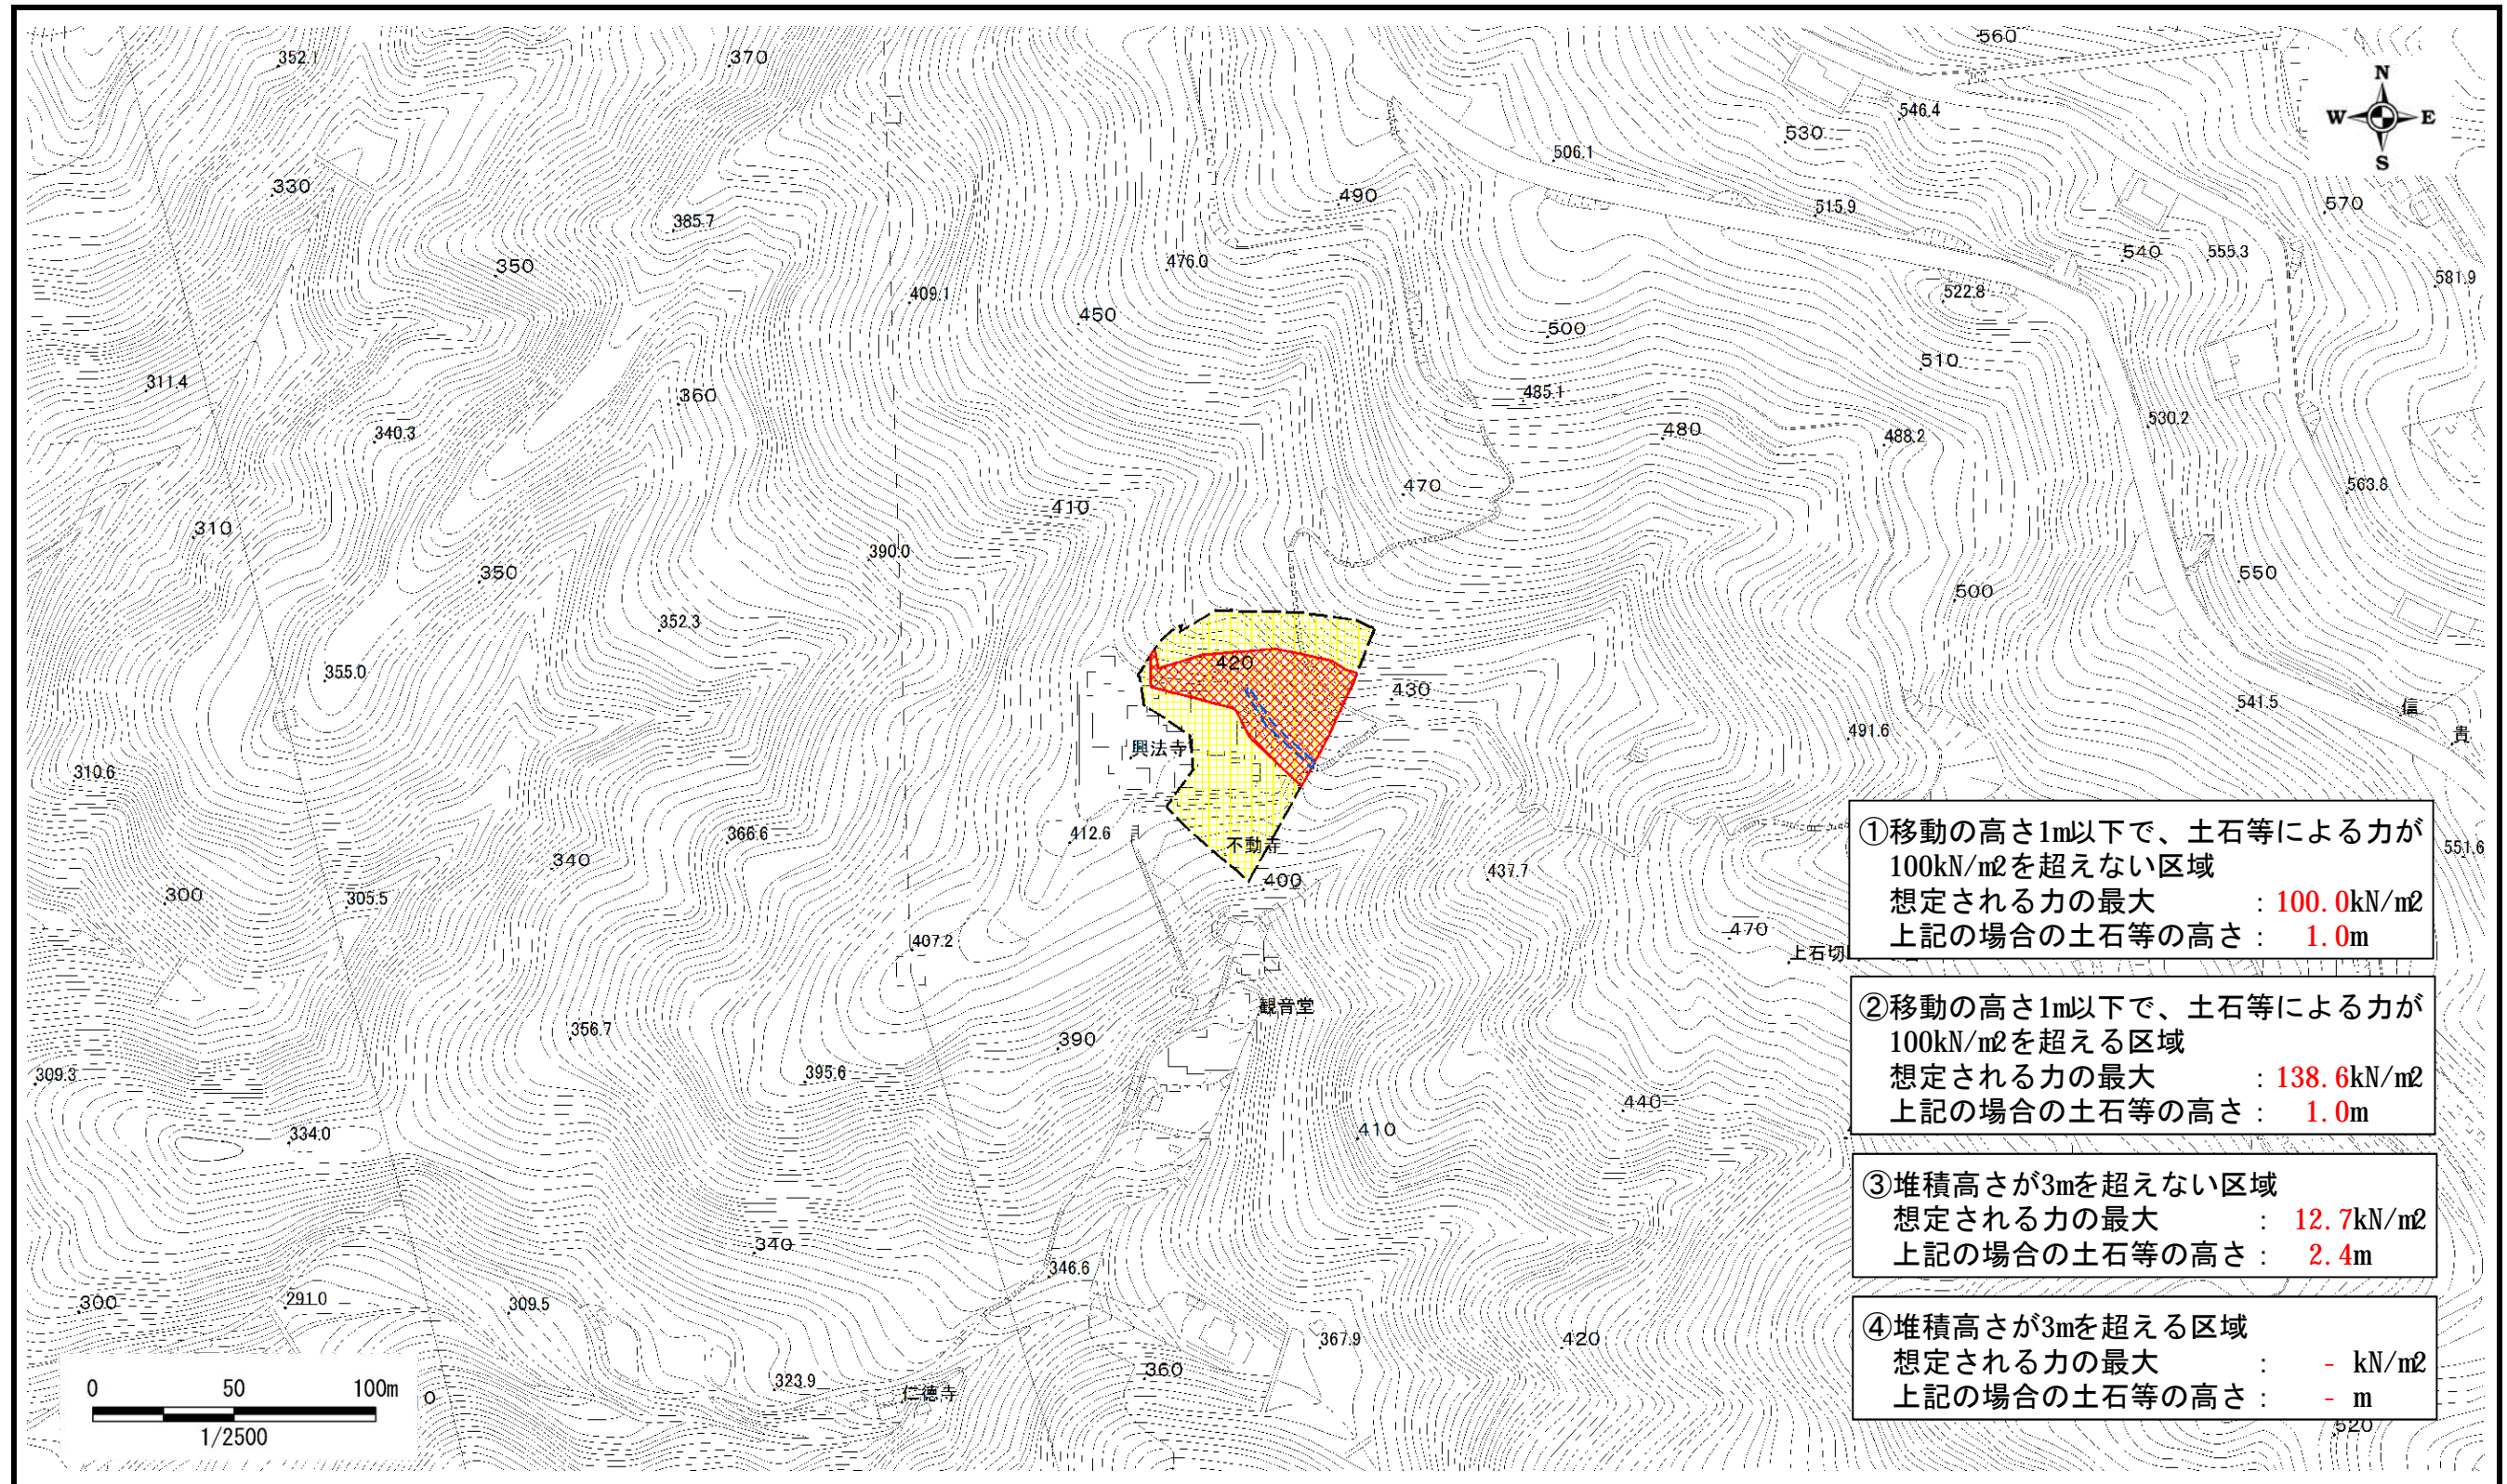 560
352.1
370
N
W E
S
546.4
530
506.1
330
490
570
515.9
385.7
540
555.3
350
476.0
581.9
409.1
522.8
450
500
510
311.4
360
485.1
530.2
340.3
480
488.2
470
563.8
410
310
390.0
350
550
500
352.3
420
355.0
430
541.5
信
貴
491.6
興法寺
310.6
366.6
412.6
不動寺
551.6
340
437.7
400
300
305.5
470
407.2
上石切
観音堂
356.7
390
309.3
395.6
440
334.0
410
340
346.6
300
291.0
309.5
367.9
420
360
323.9
仁徳寺
520
①移動の高さ1m以下で、土石等による力が
100kN/m2を超えない区域
想定される力の最大 : 100.0kN/m2
上記の場合の土石等の高さ : 1.0m
②移動の高さ1m以下で、土石等による力が
100kN/m2を超える区域
想定される力の最大 : 138.6kN/m2
上記の場合の土石等の高さ : 1.0m
③堆積高さが3mを超えない区域
想定される力の最大 : 12.7kN/m2
上記の場合の土石等の高さ : 2.4m
④堆積高さが3mを超える区域
想定される力の最大 : - kN/m2
上記の場合の土石等の高さ : - m
0 50 100m
1/2500